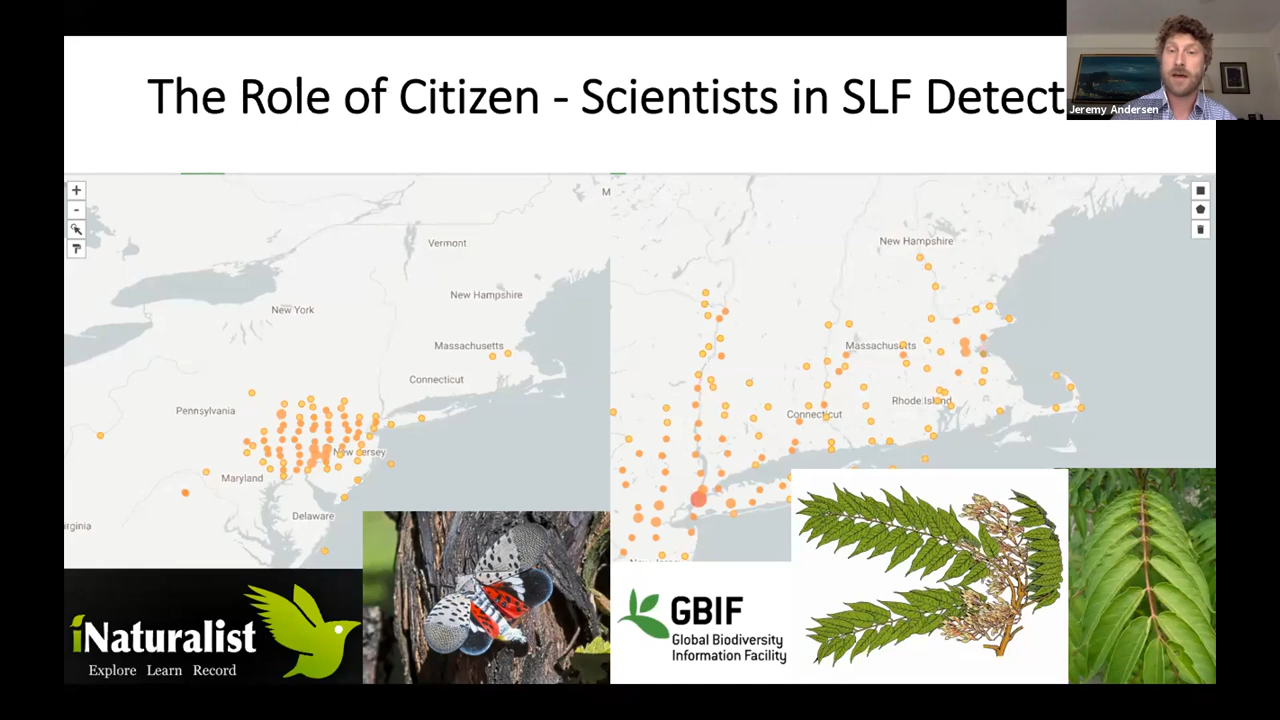 The Role of Citizen - Scientists in SLF Detect
Jeremy Andersen
M
Vermont
New Hampshire
New York
Massachusetts
Connecticut
Pennsylvania
New Jersey
Maryland
Delaware
irginia
New Hampshire
Massachusetts
Connecticut
Rhode Island
New Jersey
iNaturalist
Explore Learn Record
GBIF
Global Biodiversity
Information Facility